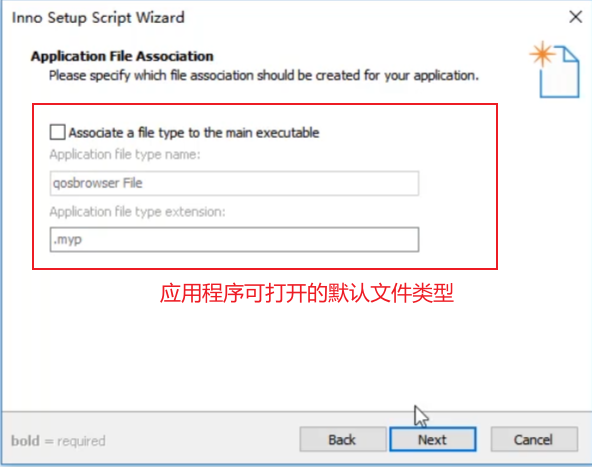 Inno Setup Script Wizard
Application File Association
Please specify which file association should be created for your application.
Associate a file type to the main executable
Application file type name:
qosbrowser File
Application file type extension:
.myp
应用程序可打开的默认文件类型
bold = required
Back
Next
Cancel